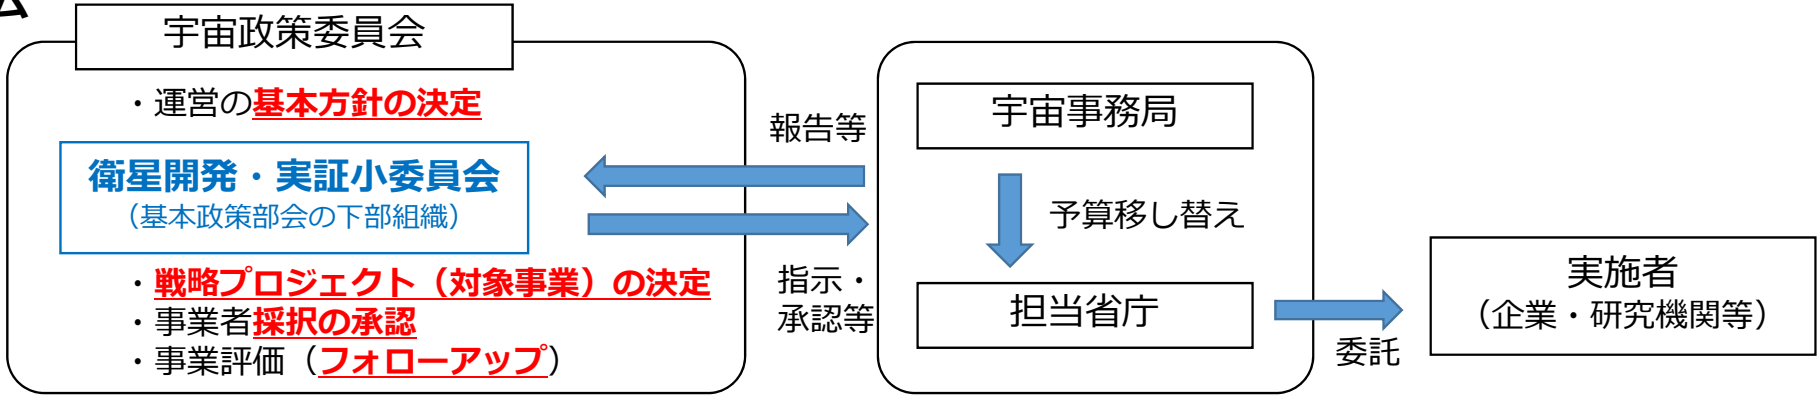 ム
宇宙政策委員会
・運営の基本方針の決定
衛星開発・実証小委員会
（基本政策部会の下部組織）
・戦略プロジェクト（対象事業）の決定
・事業者採択の承認
・事業評価（フォローアップ）
報告等
指示・
承認等
宇宙事務局
予算移し替え
担当省庁
委託
実施者
（企業・研究機関等）